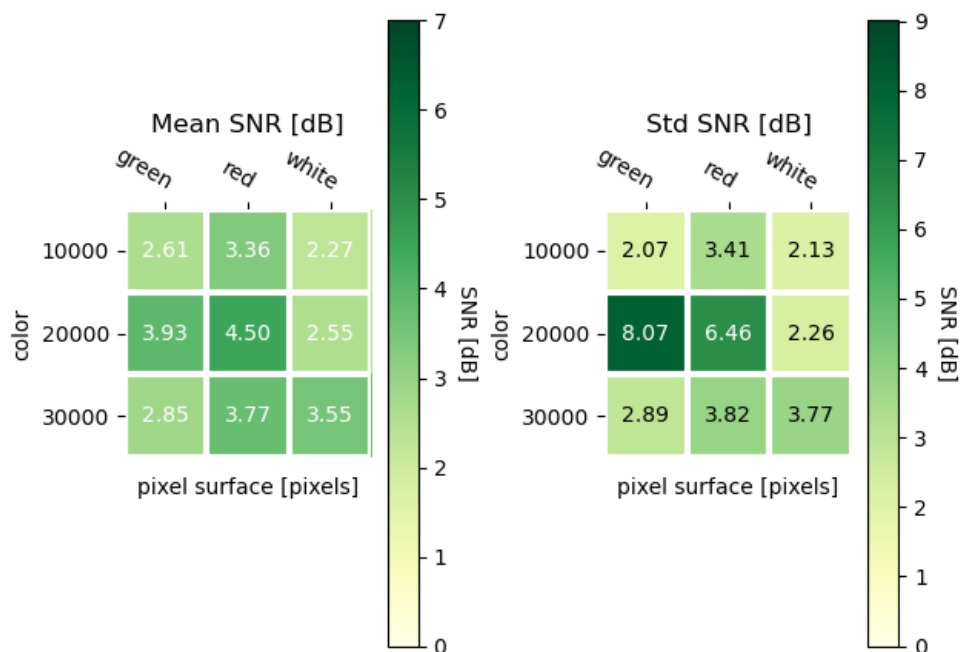 Mean SNR [dB]
green red white
10000 2.61 3.36 2.27
20000 3.93 4.50 2.55
30000 2.85 3.77 3.55
color
pixel surface [pixels]
7
6
5
4
3
2
1
0
SNR [dB]
Std SNR [dB]
green red white
10000 2.07 3.41 2.13
20000 8.07 6.46 2.26
30000 2.89 3.82 3.77
color
pixel surface [pixels]
9
8
7
6
5
4
3
2
1
0
SNR [dB]